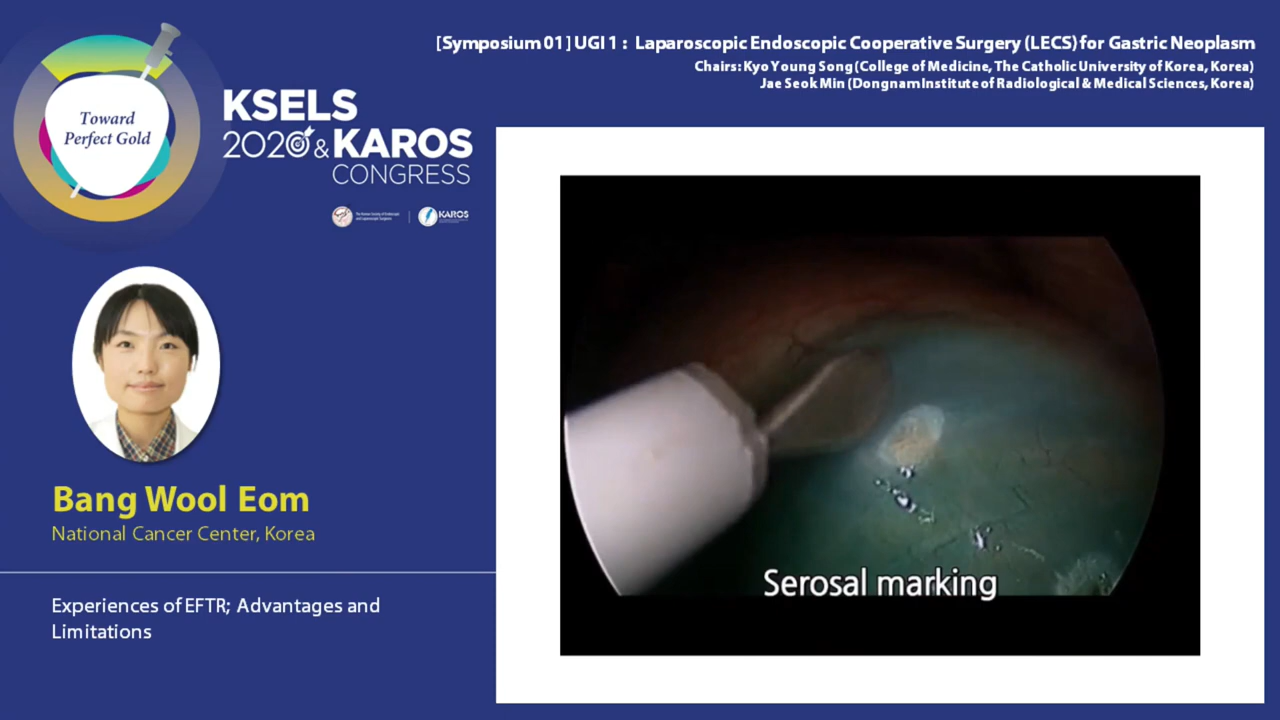 [Symposium 01] UGI 1 : Laparoscopic Endoscopic Cooperative Surgery (LECS) for Gastric Neoplasm
Chairs: Kyo Young Song (College of Medicine, The Catholic University of Korea, Korea)
Jae Seok Min (Dongnam Institute of Radiological & Medical Sciences, Korea)
Toward
Perfect Gold
KSELS
2020 & KAROS
CONGRESS
KAROS
Bang Wool Eom
National Cancer Center, Korea
Experiences of EFTR; Advantages and
Limitations
Serosal marking